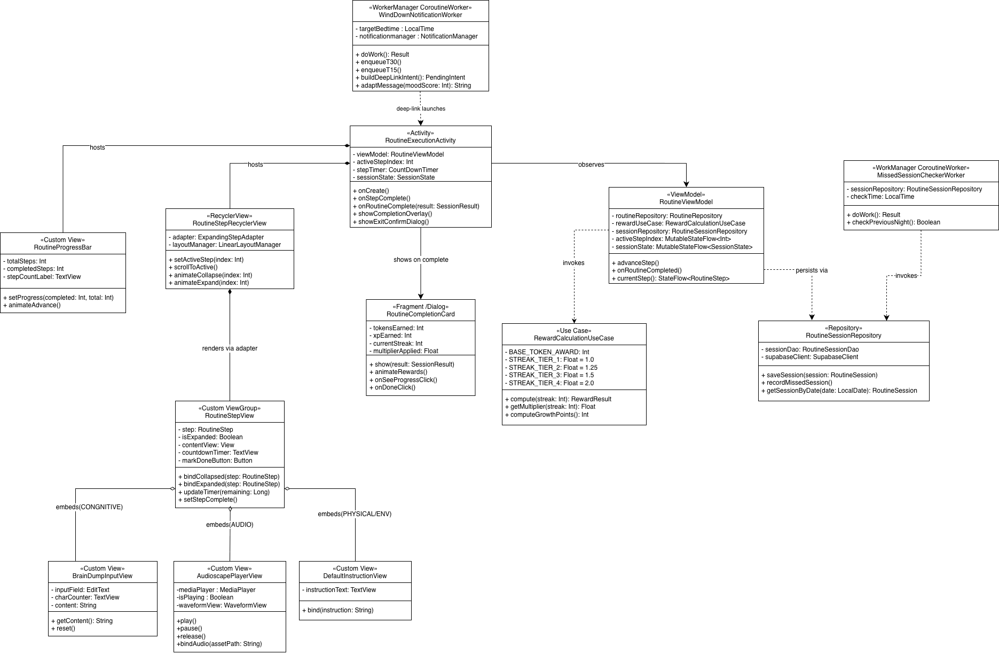 «WorkerManager CoroutineWorker»
WindDownNotificationWorker
- targetBedtime : LocalTime
- notificationmanager : NotificationManager
+ doWork(): Result
+ enqueueT30()
+ enqueueT15()
+ buildDeepLinkIntent(): PendingIntent
+ adaptMessage(moodScore: Int): String
deep-link launches
«Activity»
RoutineExecutionActivity
- viewModel: RoutineViewModel
- activeStepIndex: Int
- stepTimer: CountDownTimer
- sessionState: SessionState
+ onCreate()
+ onStepComplete()
+ onRoutineComplete(result: SessionResult)
+ showCompletionOverlay()
+ showExitConfirmDialog()
hosts
hosts
observes
«WorkManager CoroutineWorker»
MissedSessionCheckerWorker
- sessionRepository: RoutineSessionRepository
- checkTime: LocalTime
+ doWork(): Result
+ checkPreviousNight(): Boolean
«ViewModel»
RoutineViewModel
- routineRepository: RoutineRepository
- rewardUseCase: RewardCalculationUseCase
- sessionRepository: RoutineSessionRepository
- activeStepIndex: MutableStateFlow<Int>
- sessionState: MutableStateFlow<SessionState>
+ advanceStep()
+ onRoutineCompleted()
+ currentStep(): StateFlow<RoutineStep>
«RecyclerView»
RoutineStepRecyclerView
- adapter: ExpandingStepAdapter
- layoutManager: LinearLayoutManager
+ setActiveStep(index: Int)
+ scrollToActive()
+ animateCollapse(index: Int)
+ animateExpand(index: Int)
«Custom View»
RoutineProgressBar
- totalSteps: Int
- completedSteps: Int
- stepCountLabel: TextView
+ setProgress(completed: Int, total: Int)
+ animateAdvance()
shows on complete
invokes
persists via
invokes
«Fragment /Dialog»
RoutineCompletionCard
- tokensEarned: Int
- xpEarned: Int
- currentStreak: Int
- multiplierApplied: Float
+ show(result: SessionResult)
+ animateRewards()
+ onSeeProgressClick()
+ onDoneClick()
«Use Case»
RewardCalculationUseCase
- BASE_TOKEN_AWARD: Int
- STREAK_TIER_1: Float = 1.0
- STREAK_TIER_2: Float = 1.25
- STREAK_TIER_3: Float = 1.5
- STREAK_TIER_4: Float = 2.0
+ compute(streak: Int): RewardResult
+ getMultiplier(streak: Int): Float
+ computeGrowthPoints(): Int
«Repository»
RoutineSessionRepository
- sessionDao: RoutineSessionDao
- supabaseClient: SupabaseClient
+ saveSession(session: RoutineSession)
+ recordMissedSession()
+ getSessionByDate(date: LocalDate): RoutineSession
renders via adapter
«Custom ViewGroup»
RoutineStepView
- step: RoutineStep
- isExpanded: Boolean
- contentView: View
- countdownTimer: TextView
- markDoneButton: Button
+ bindCollapsed(step: RoutineStep)
+ bindExpanded(step: RoutineStep)
+ updateTimer(remaining: Long)
+ setStepComplete()
embeds(CONGNITIVE)
embeds(AUDIO)
embeds(PHYSICAL/ENV)
«Custom View»
BrainDumpInputView
- inputField: EditText
- charCounter: TextView
- content: String
+ getContent(): String
+ reset()
«Custom View»
AudioscapePlayerView
-mediaPlayer : MediaPlayer
-isPlaying : Boolean
-waveformView: WaveformView
+play()
+pause()
+release()
+bindAudio(assetPath: String)
«Custom View»
DefaultInstructionView
- instructionText: TextView
+ bind(instruction: String)